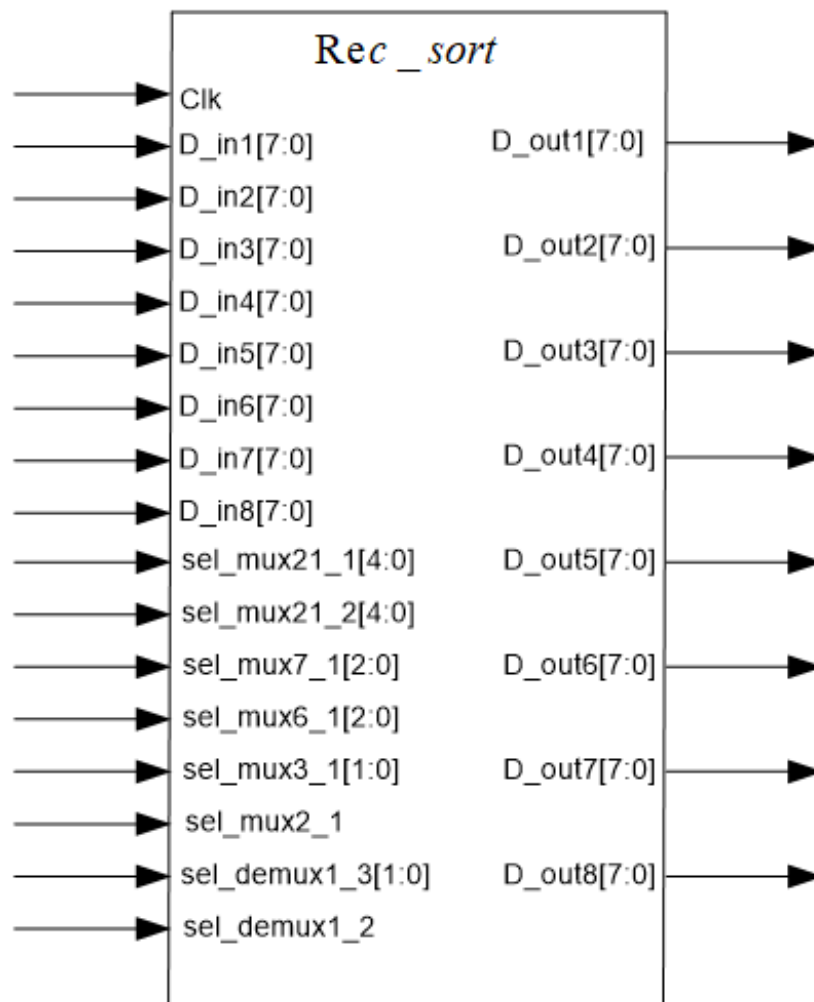 Rec _ sort
Clk
D_in1[7:0]
D_out1[7:0]
D_in2[7:0]
D_in3[7:0]
D_out2[7:0]
D_in4[7:0]
D_in5[7:0]
D_out3[7:0]
D_in6[7:0]
D_in7[7:0]
D_out4[7:0]
D_in8[7:0]
sel_mux21_1[4:0]
D_out5[7:0]
sel_mux21_2[4:0]
sel_mux7_1[2:0]
D_out6[7:0]
sel_mux6_1[2:0]
sel_mux3_1[1:0]
D_out7[7:0]
sel_mux2_1
sel_demux1_3[1:0]
D_out8[7:0]
sel_demux1_2